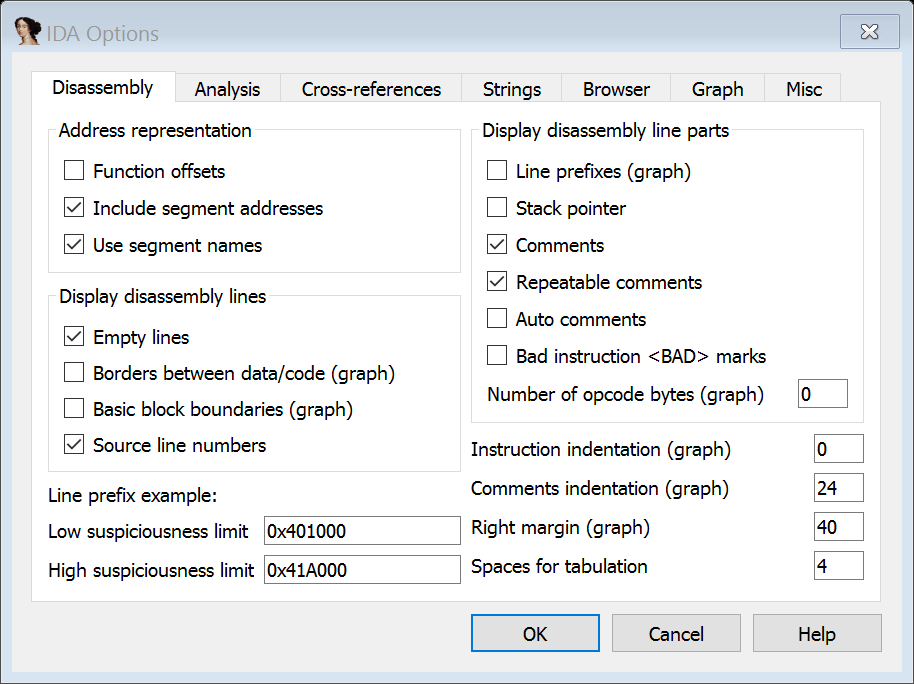 IDA Options
Disassembly
Analysis
Cross-references
Strings
Browser
Graph
Misc
Address representation
Function offsets
Include segment addresses
Use segment names
Display disassembly lines
Empty lines
Borders between data/code (graph)
Basic block boundaries (graph)
Source line numbers
Line prefix example:
Low suspiciousness limit 0x401000
High suspiciousness limit 0x41A000
Display disassembly line parts
Line prefixes (graph)
Stack pointer
Comments
Repeatable comments
Auto comments
Bad instruction <BAD> marks
Number of opcode bytes (graph) 0
Instruction indentation (graph) 0
Comments indentation (graph) 24
Right margin (graph) 40
Spaces for tabulation 4
OK
Cancel
Help